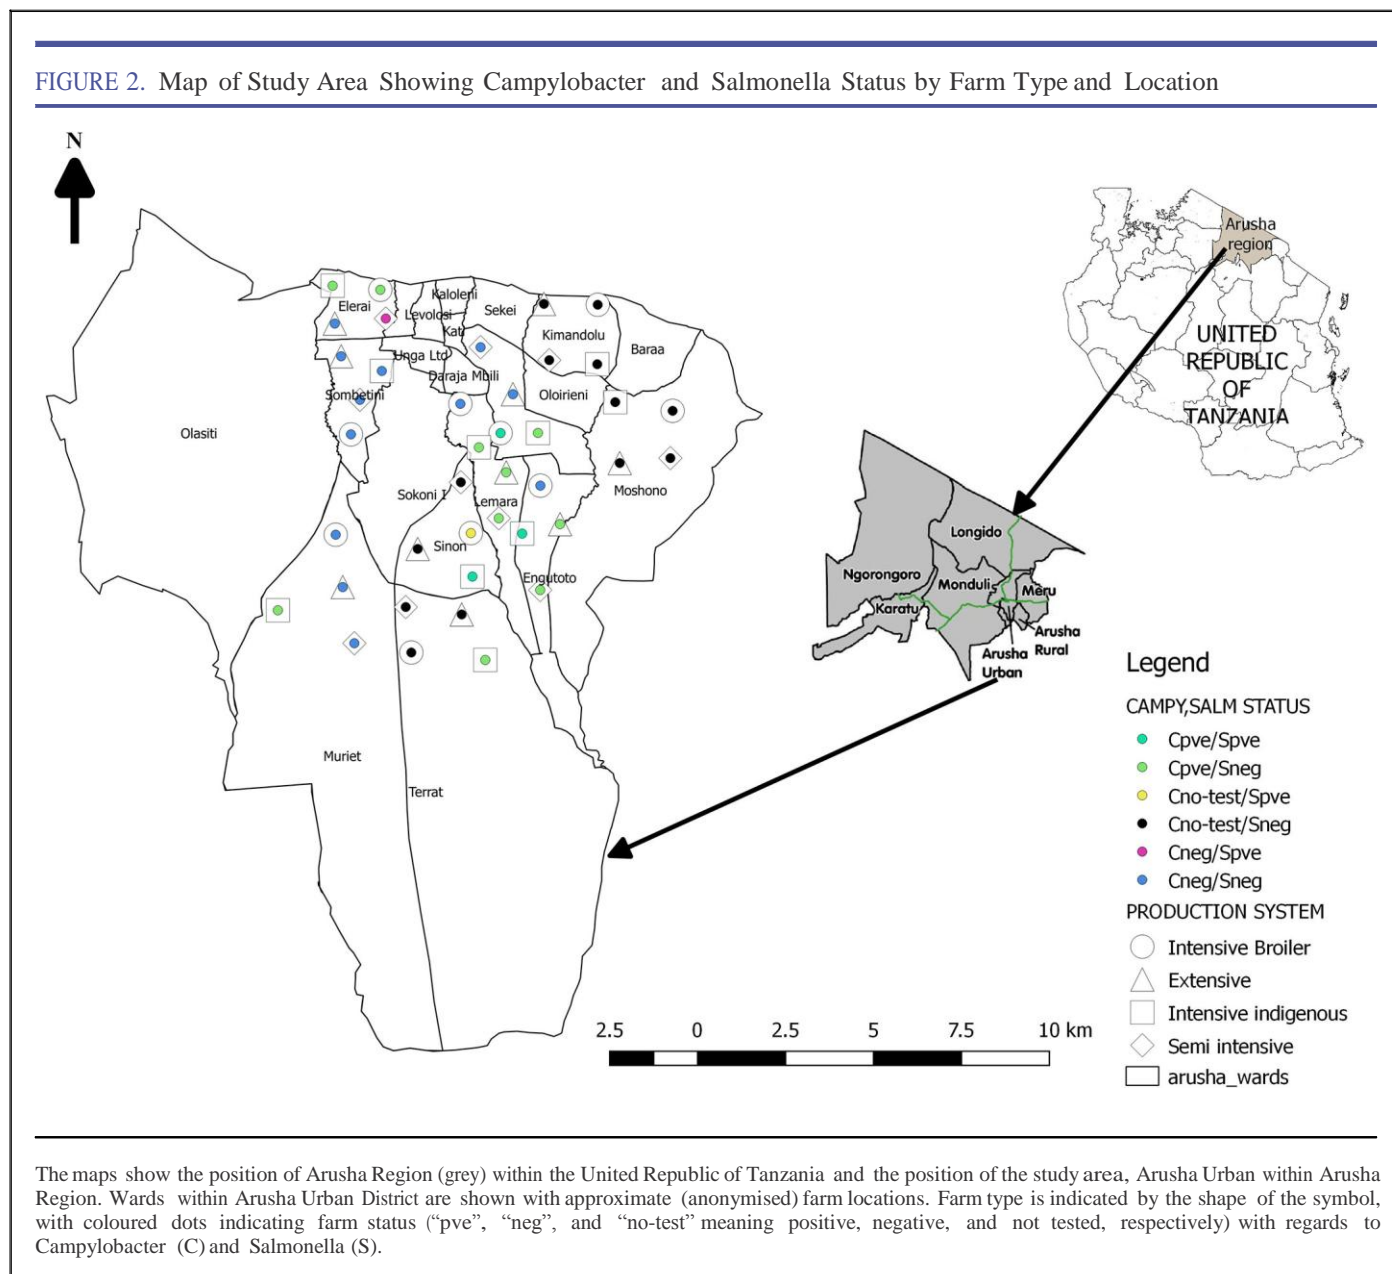 FIGURE 2. Map of Study Area Showing Campylobacter and Salmonella Status by Farm Type and Location
N
Arusha
region
UNITED
REPUBLIC
OF
TANZANIA
Elerai
Kaloleni
Levolosi
Kati
Sekei
Kimandolu
Baraa
Unga Ltd
Daraja Mbili
Oloirieni
Sombetini
Olasiti
Sokoni I
Lemara
Moshono
Sinon
Engutoto
Muriet
Terrat
Longido
Ngorongoro
Monduli
Meru
Karatu
Arusha
Rural
Arusha
Urban
Legend
CAMPY,SALM STATUS
Cpve/Spve
Cpve/Sneg
Cno-test/Spve
Cno-test/Sneg
Cneg/Spve
Cneg/Sneg
PRODUCTION SYSTEM
Intensive Broiler
Extensive
Intensive indigenous
Semi intensive
arusha_wards
2.5 0 2.5 5 7.5 10 km
The maps show the position of Arusha Region (grey) within the United Republic of Tanzania and the position of the study area, Arusha Urban within Arusha
Region. Wards within Arusha Urban District are shown with approximate (anonymised) farm locations. Farm type is indicated by the shape of the symbol,
with coloured dots indicating farm status (“pve”, “neg”, and “no-test” meaning positive, negative, and not tested, respectively) with regards to
Campylobacter (C) and Salmonella (S).